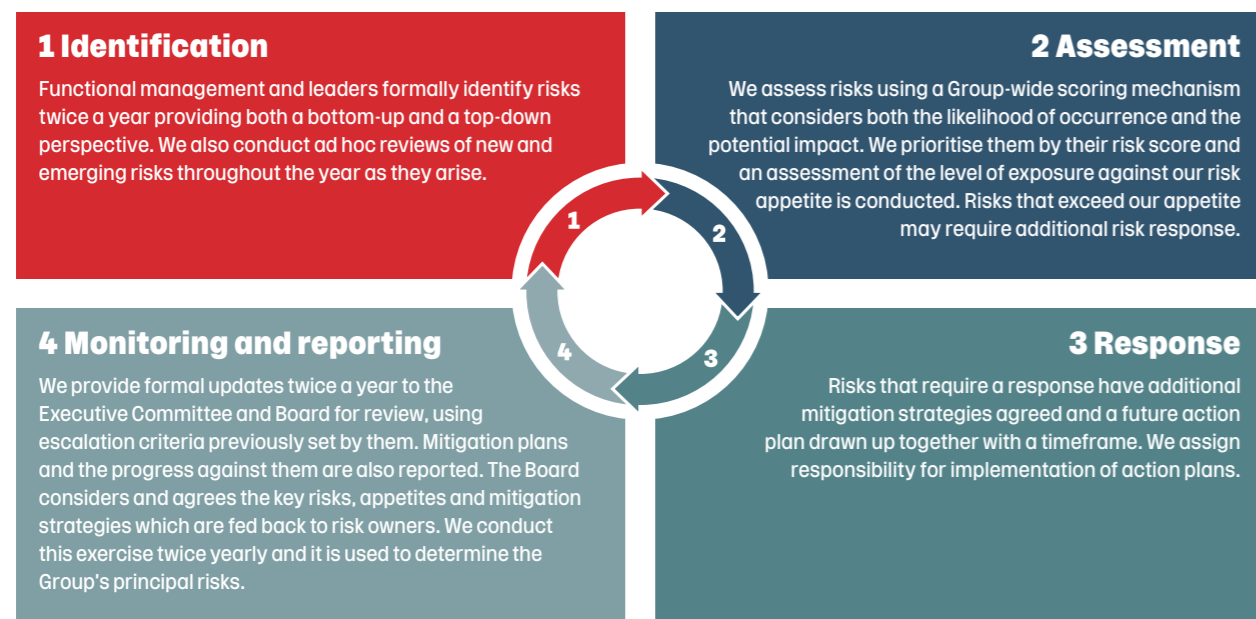 1 Identification
Functional management and leaders formally identify risks
twice a year providing both a bottom-up and a top-down
perspective. We also conduct ad hoc reviews of new and
emerging risks throughout the year as they arise.
2 Assessment
We assess risks using a Group-wide scoring mechanism
that considers both the likelihood of occurrence and the
potential impact. We prioritise them by their risk score and
an assessment of the level of exposure against our risk
appetite is conducted. Risks that exceed our appetite
may require additional risk response.
1
2
3
4
3 Response
Risks that require a response have additional
mitigation strategies agreed and a future action
plan drawn up together with a timeframe. We assign
responsibility for implementation of action plans.
4 Monitoring and reporting
We provide formal updates twice a year to the
Executive Committee and Board for review, using
escalation criteria previously set by them. Mitigation plans
and the progress against them are also reported. The Board
considers and agrees the key risks, appetites and mitigation
strategies which are fed back to risk owners. We conduct
this exercise twice yearly and it is used to determine the
Group's principal risks.